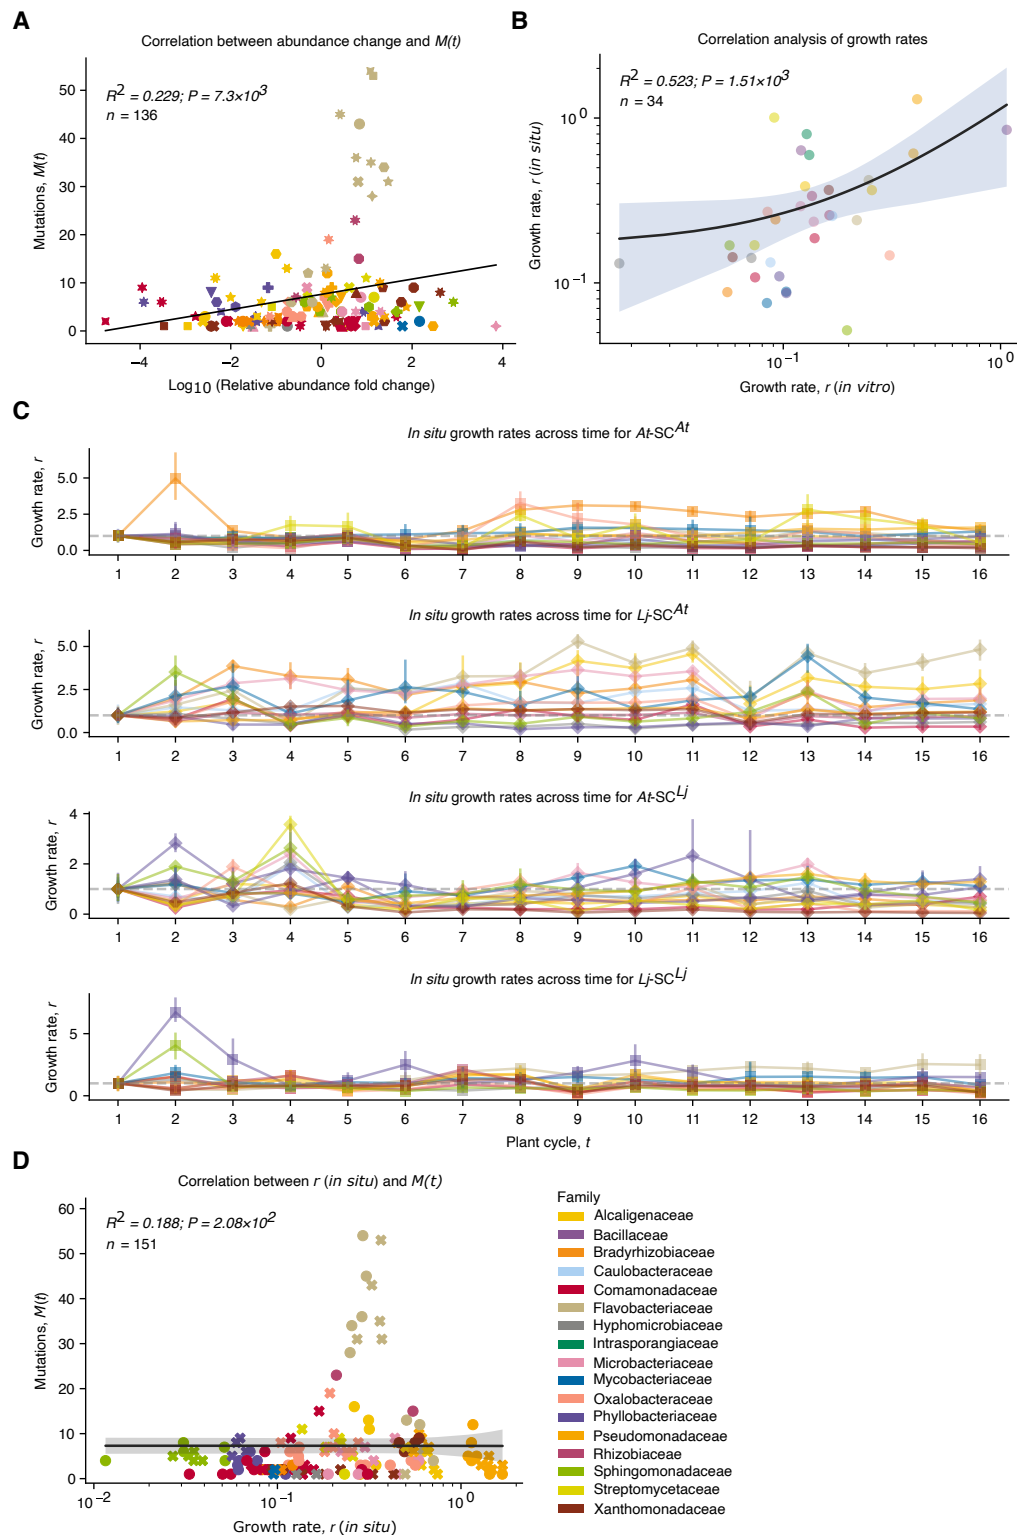 A
Correlation between abundance change and M(t)
R2 = 0.229; P = 7.3×103
n = 136
Mutations, M(t)
50
40
30
20
10
0
−4
−2
0
2
4
Log10 (Relative abundance fold change)
B
Correlation analysis of growth rates
R2 = 0.523; P = 1.51×103
n = 34
Growth rate, r (in situ)
100
10−1
10−1
100
Growth rate, r (in vitro)
C
In situ growth rates across time for At-SCAt
Growth rate, r
5.0
2.5
0.0
1 2 3 4 5 6 7 8 9 10 11 12 13 14 15 16
In situ growth rates across time for Lj-SCAt
Growth rate, r
5.0
2.5
0.0
1 2 3 4 5 6 7 8 9 10 11 12 13 14 15 16
In situ growth rates across time for At-SCLj
Growth rate, r
4
2
0
1 2 3 4 5 6 7 8 9 10 11 12 13 14 15 16
In situ growth rates across time for Lj-SCLj
Growth rate, r
5
0
1 2 3 4 5 6 7 8 9 10 11 12 13 14 15 16
Plant cycle, t
D
Correlation between r (in situ) and M(t)
R2 = 0.188; P = 2.08×102
n = 151
Mutations, M(t)
60
50
40
30
20
10
0
10−2
10−1
100
Growth rate, r (in situ)
Family
Alcaligenaceae
Bacillaceae
Bradyrhizobiaceae
Caulobacteraceae
Comamonadaceae
Flavobacteriaceae
Hyphomicrobiaceae
Intrasporangiaceae
Microbacteriaceae
Mycobacteriaceae
Oxalobacteraceae
Phyllobacteriaceae
Pseudomonadaceae
Rhizobiaceae
Sphingomonadaceae
Streptomycetaceae
Xanthomonadaceae